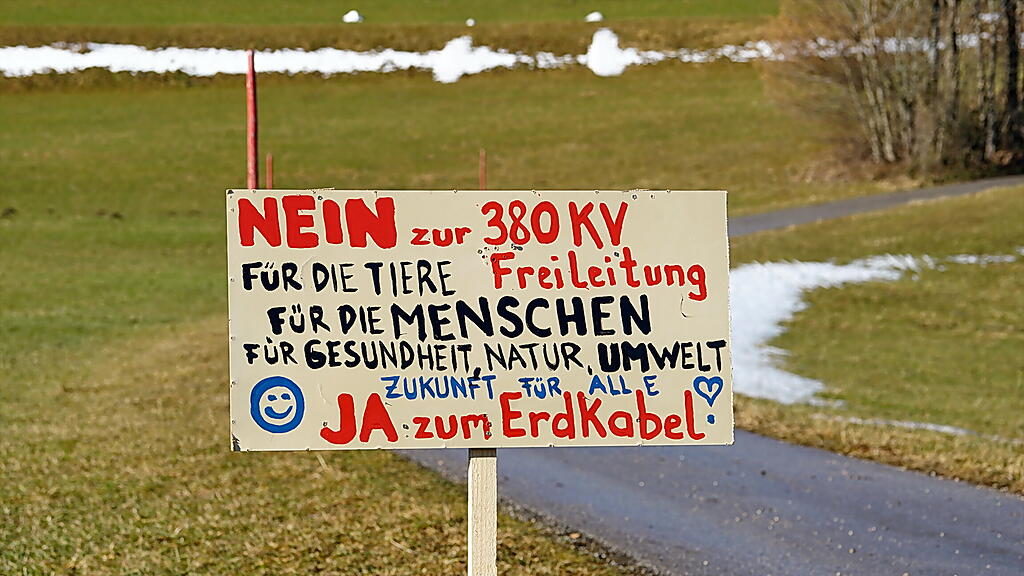 NEIN zur 380 KV
FÜR DIE TIERE Freileitung
FÜR DIE MENSCHEN
FÜR GESUNDHEIT, NATUR, UMWELT
ZUKUNFT FÜR ALLE
JA zum ErdKabel!